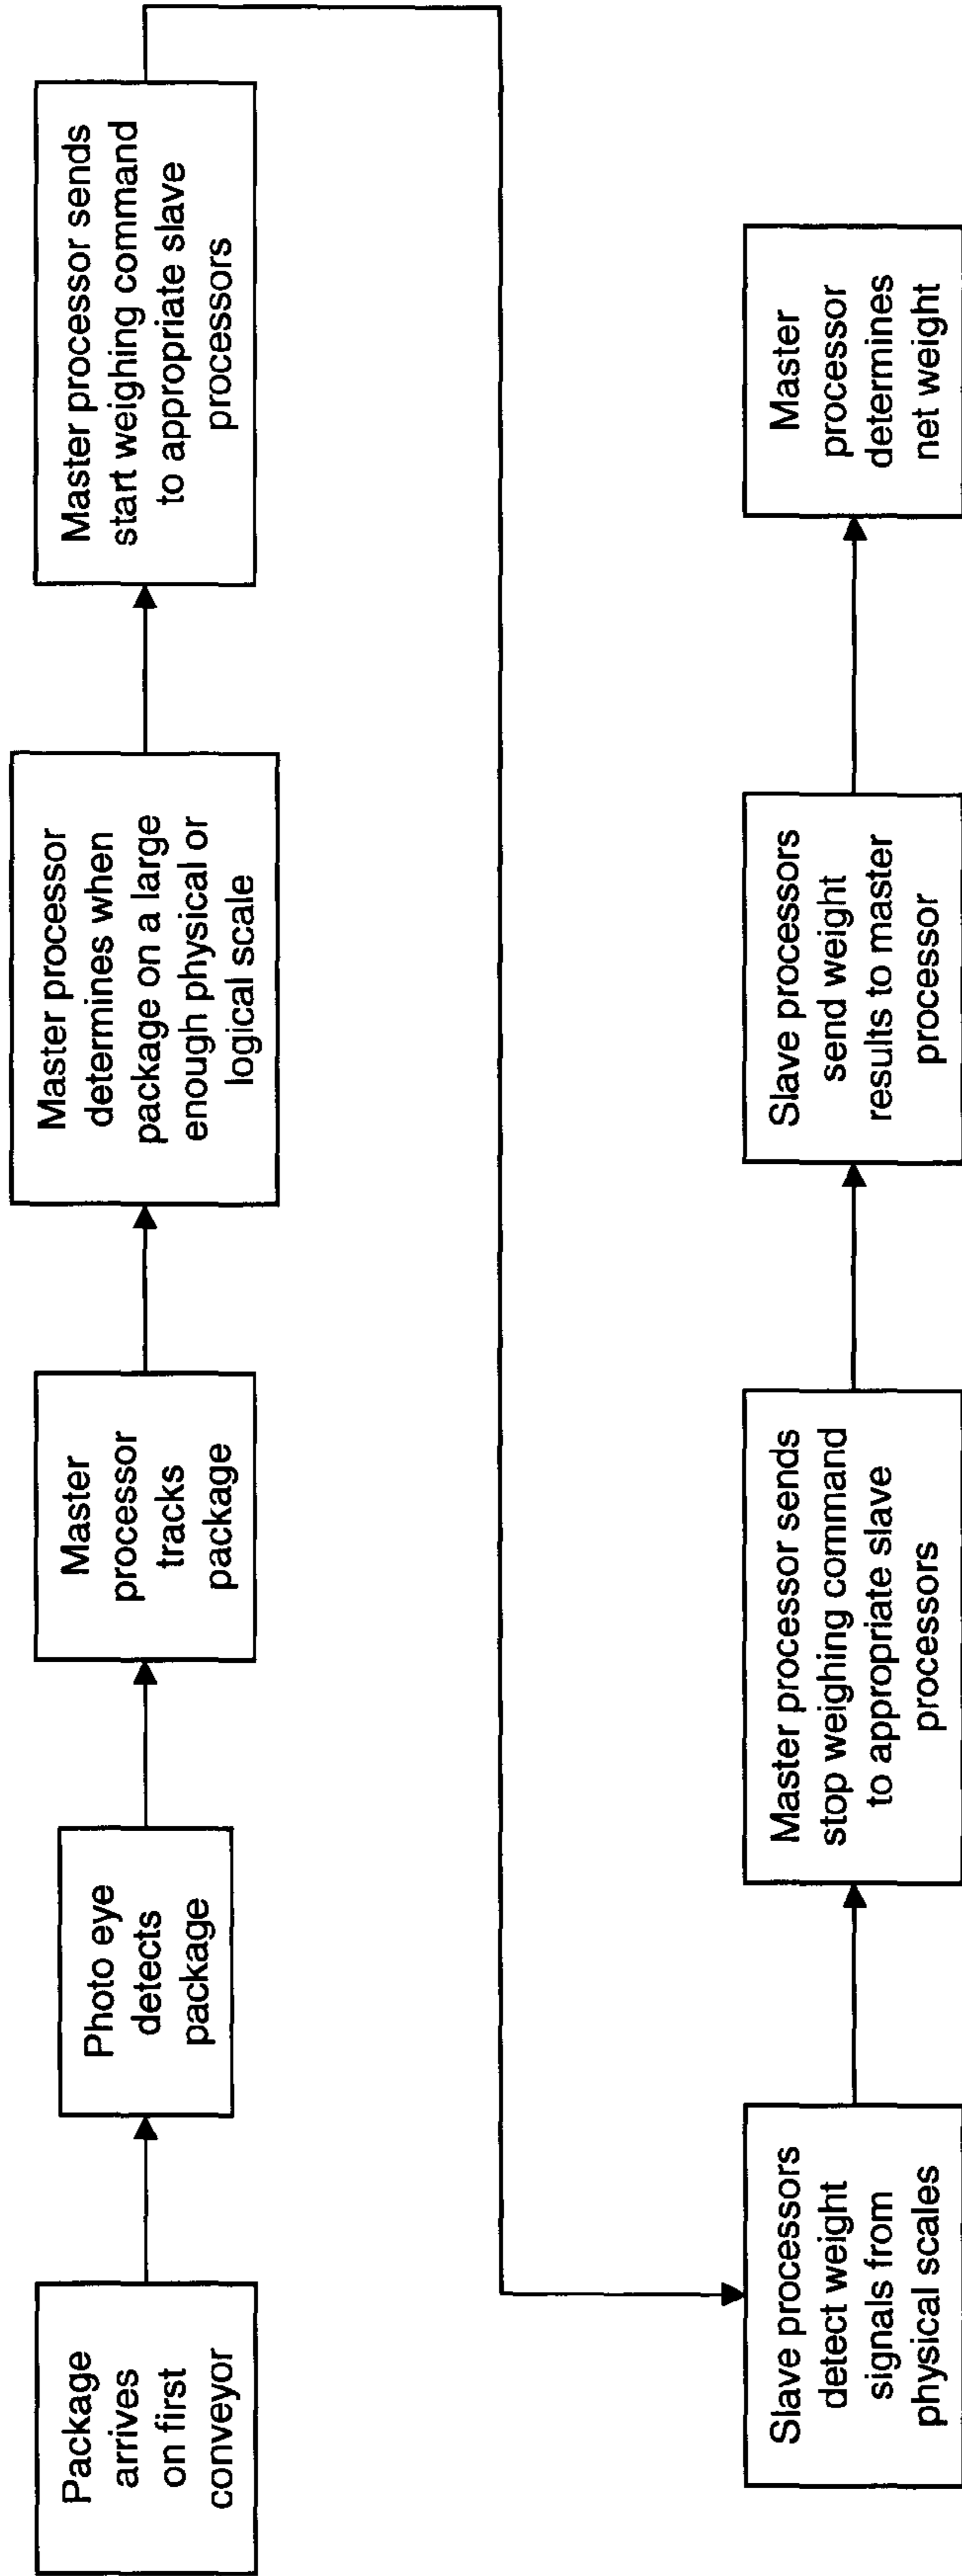 Package
arrives
on first
conveyor
Photo eye
detects
package
Master
processor
tracks
package
Master processor
determines when
package on a large
enough physical or
logical scale
Master processor sends
start weighing command
to appropriate slave
processors
Slave processors
detect weight
signals from
physical scales
Master processor sends
stop weighing command
to appropriate slave
processors
Slave processors
send weight
results to master
processor
Master
processor
determines
net weight